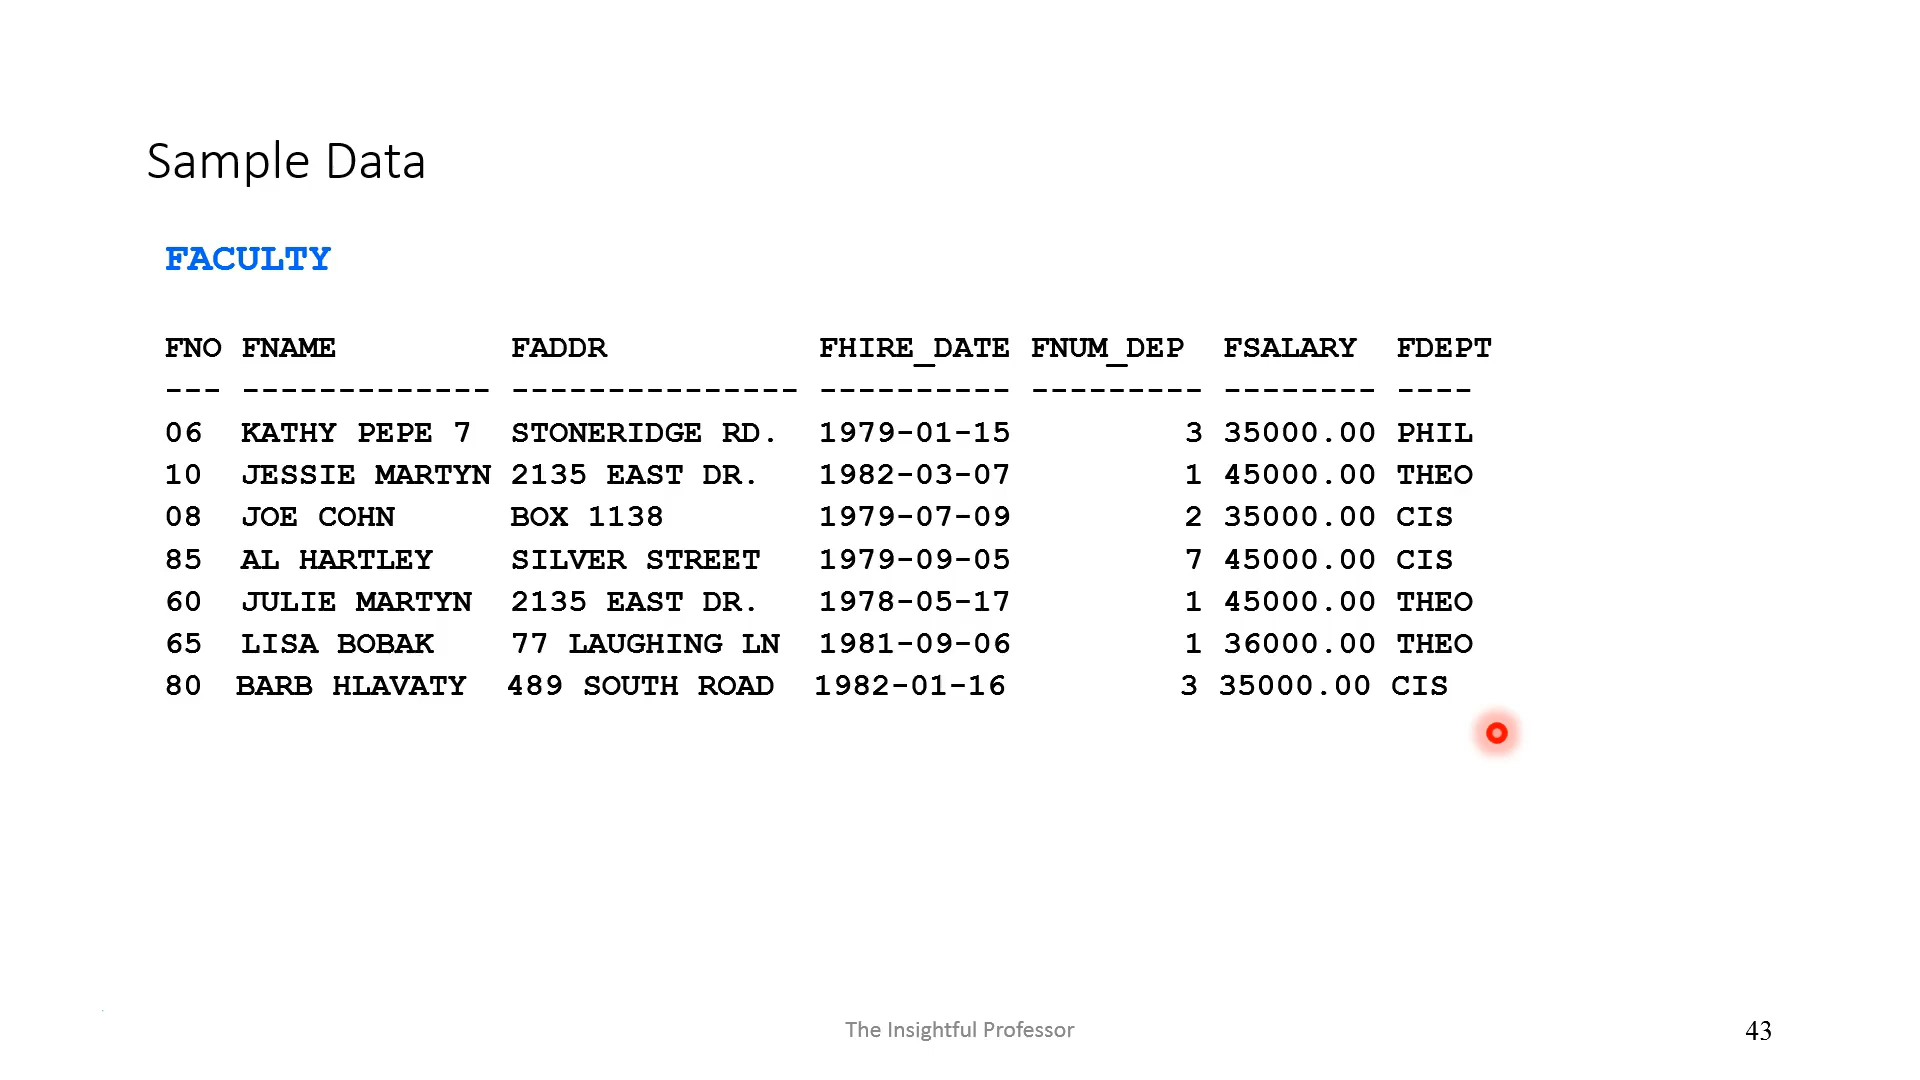 Sample Data
FACULTY
FNO FNAME         FADDR           FHIRE_DATE FNUM_DEP  FSALARY  FDEPT
--- ------------- --------------- ---------- --------- -------- ----
06  KATHY PEPE 7  STONERIDGE RD.  1979-01-15         3 35000.00 PHIL
10  JESSIE MARTYN 2135 EAST DR.   1982-03-07         1 45000.00 THEO
08  JOE COHN      BOX 1138        1979-07-09         2 35000.00 CIS
85  AL HARTLEY    SILVER STREET   1979-09-05         7 45000.00 CIS
60  JULIE MARTYN  2135 EAST DR.   1978-05-17         1 45000.00 THEO
65  LISA BOBAK    77 LAUGHING LN  1981-09-06         1 36000.00 THEO
80  BARB HLAVATY  489 SOUTH ROAD  1982-01-16         3 35000.00 CIS
The Insightful Professor
43